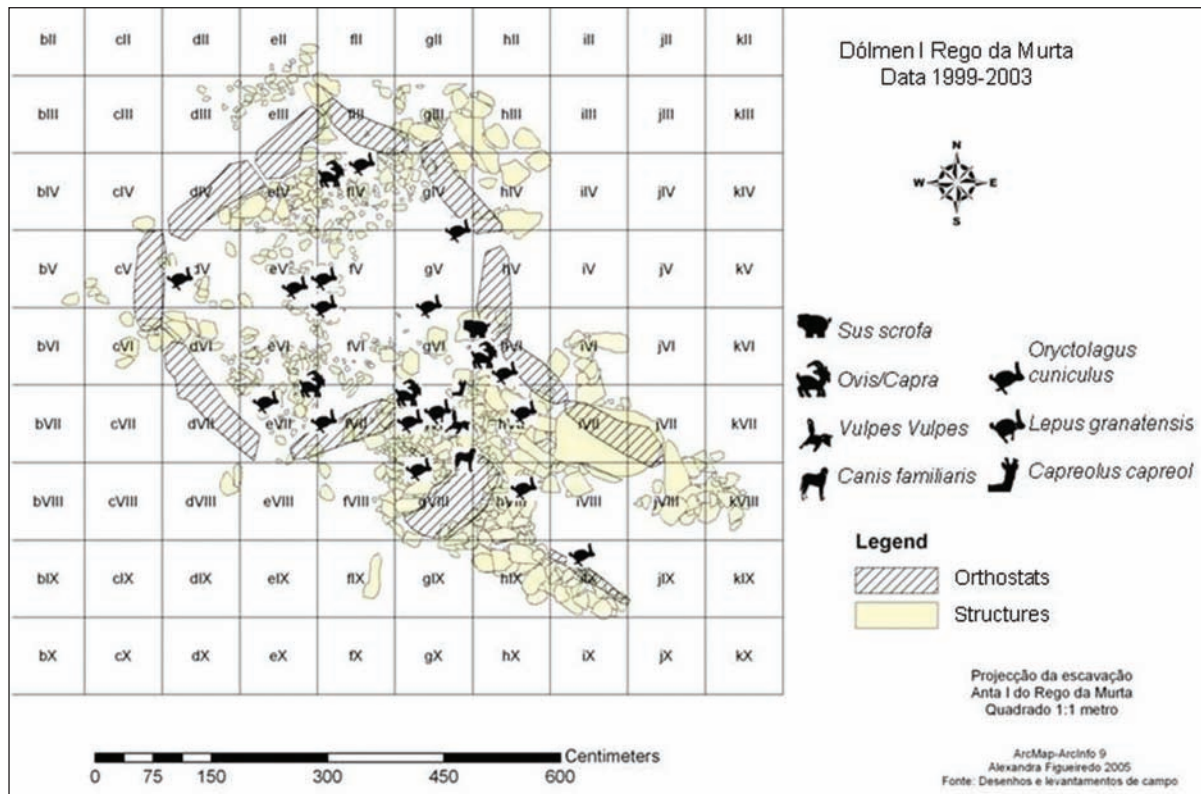 Dólmen I Rego da Murta
Data 1999-2003
bII cII dII eII fII gII hII iII jII kII
bIII cIII dIII eIII fIII gIII hIII iIII jIII kIII
bIV cIV dIV eIV fIV gIV hIV iIV jIV kIV
cV eV fV gV iV jV kV
bV
bVI cVI dVI eVI fVI gVI iVI jVI kVI
bVII cVII dVII eVII fVII iVII jVII kVII
bVIII cVIII dVIII eVIII fVIII gVIII hVIII iVIII jVIII kVIII
bIX cIX dIX eIX fIX gIX hIX iIX jIX kIX
bX cX dX eX fX gX hX iX jX kX
N
W E
S
Sus scrofa
Ovis/Capra
Vulpes Vulpes
Canis familiaris
Oryctolagus
cuniculus
Lepus granatensis
Capreolus capreol
Legend
Orthostats
Structures
Projecção da escavação
Anta I do Rego da Murta
Quadrado 1:1 metro
Centimeters
0 75 150 300 450 600
ArcMap-ArcInfo 9
Alexandra Figueiredo 2005
Fonte: Desenhos e levantamentos de campo